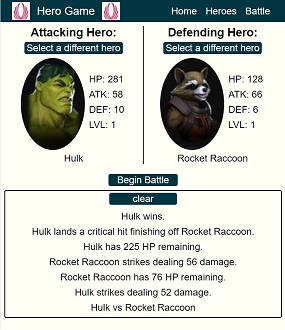 Hero Game
Home Heroes Battle
Attacking Hero:
Select a different hero
HP: 281
ATK: 58
DEF: 10
LVL: 1
Hulk
Defending Hero:
Select a different hero
HP: 128
ATK: 66
DEF: 6
LVL: 1
Rocket Raccoon
Begin Battle
clear
Hulk wins.
Hulk lands a critical hit finishing off Rocket Raccoon.
Hulk has 225 HP remaining.
Rocket Raccoon strikes dealing 56 damage.
Rocket Raccoon has 76 HP remaining.
Hulk strikes dealing 52 damage.
Hulk vs Rocket Raccoon